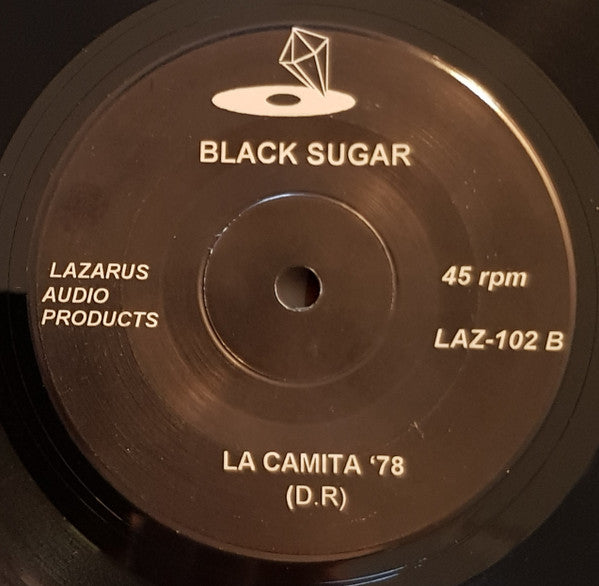 BLACK SUGAR
LAZARUS
AUDIO
PRODUCTS
45 rpm
LAZ-102 B
LA CAMITA ‘78
(D.R)